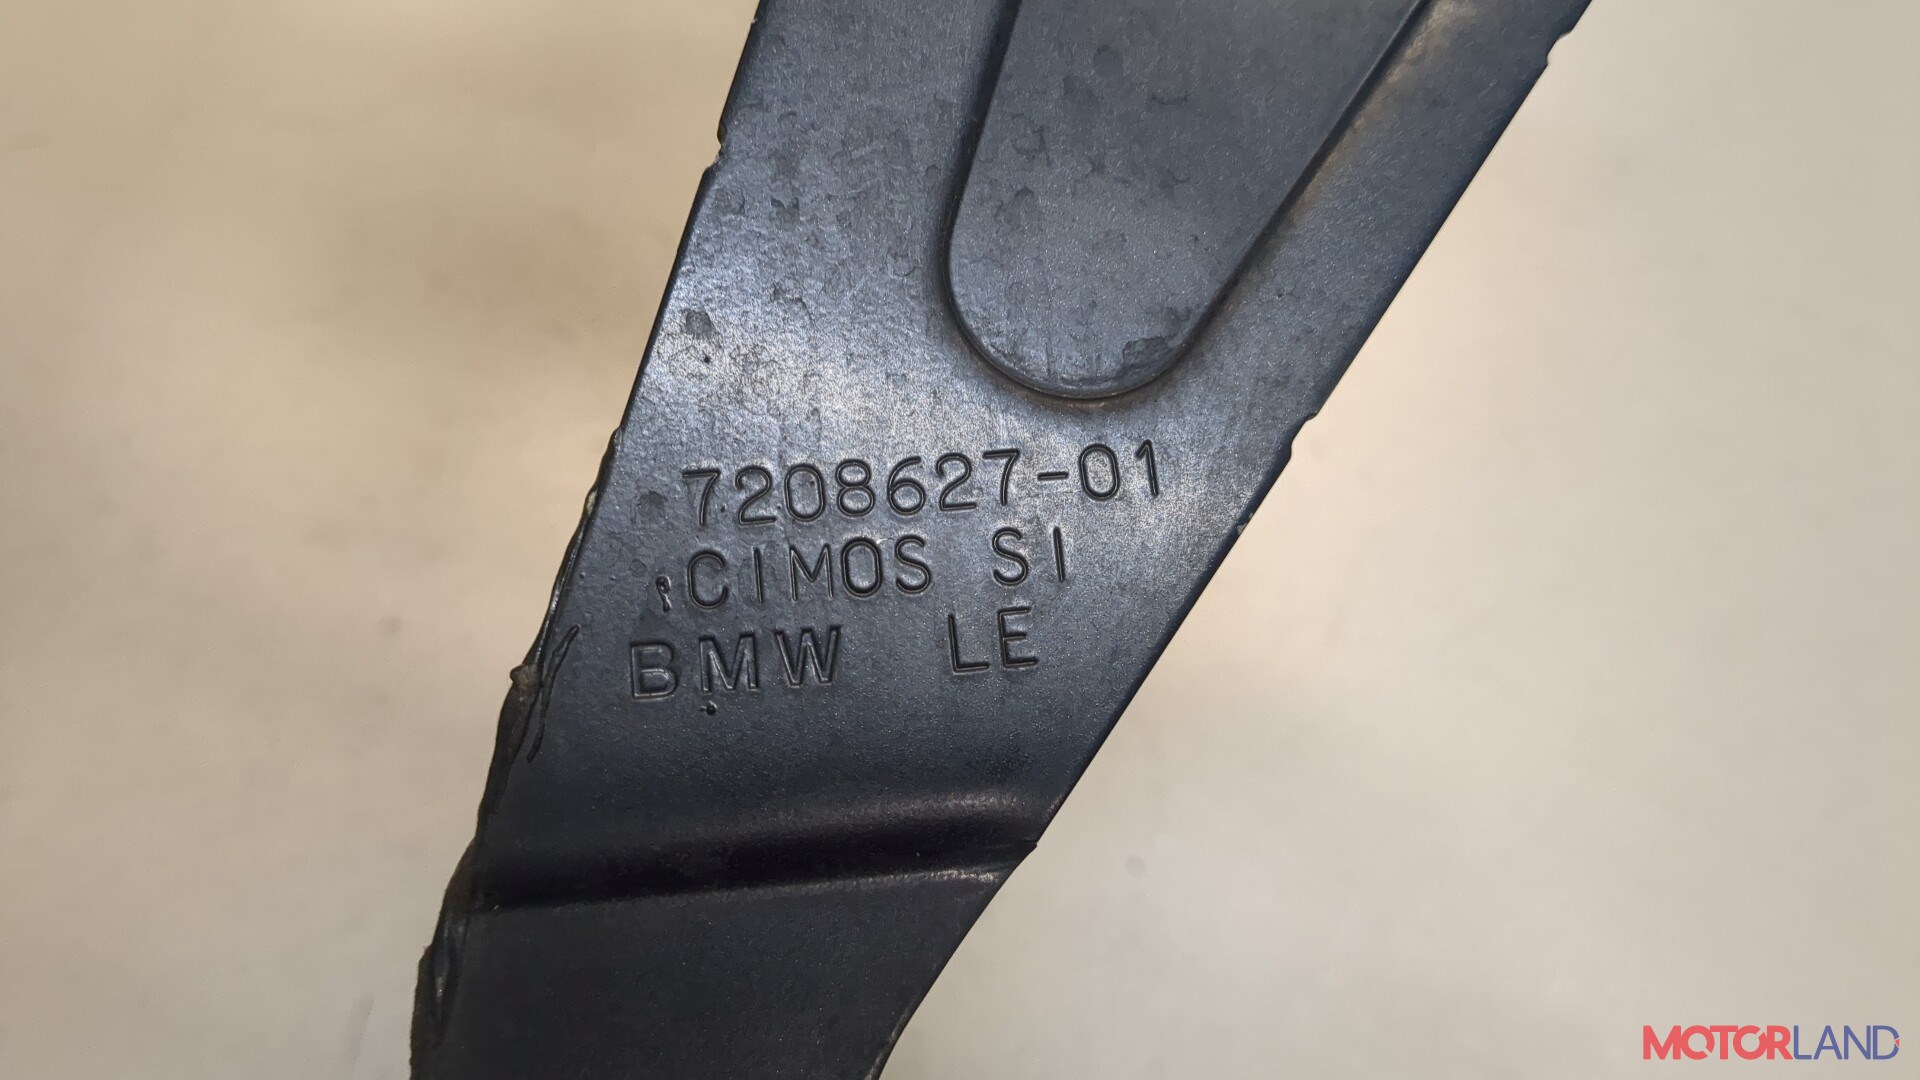 7208627-01
CIMOS SI
BMW LE
MOTORLAND